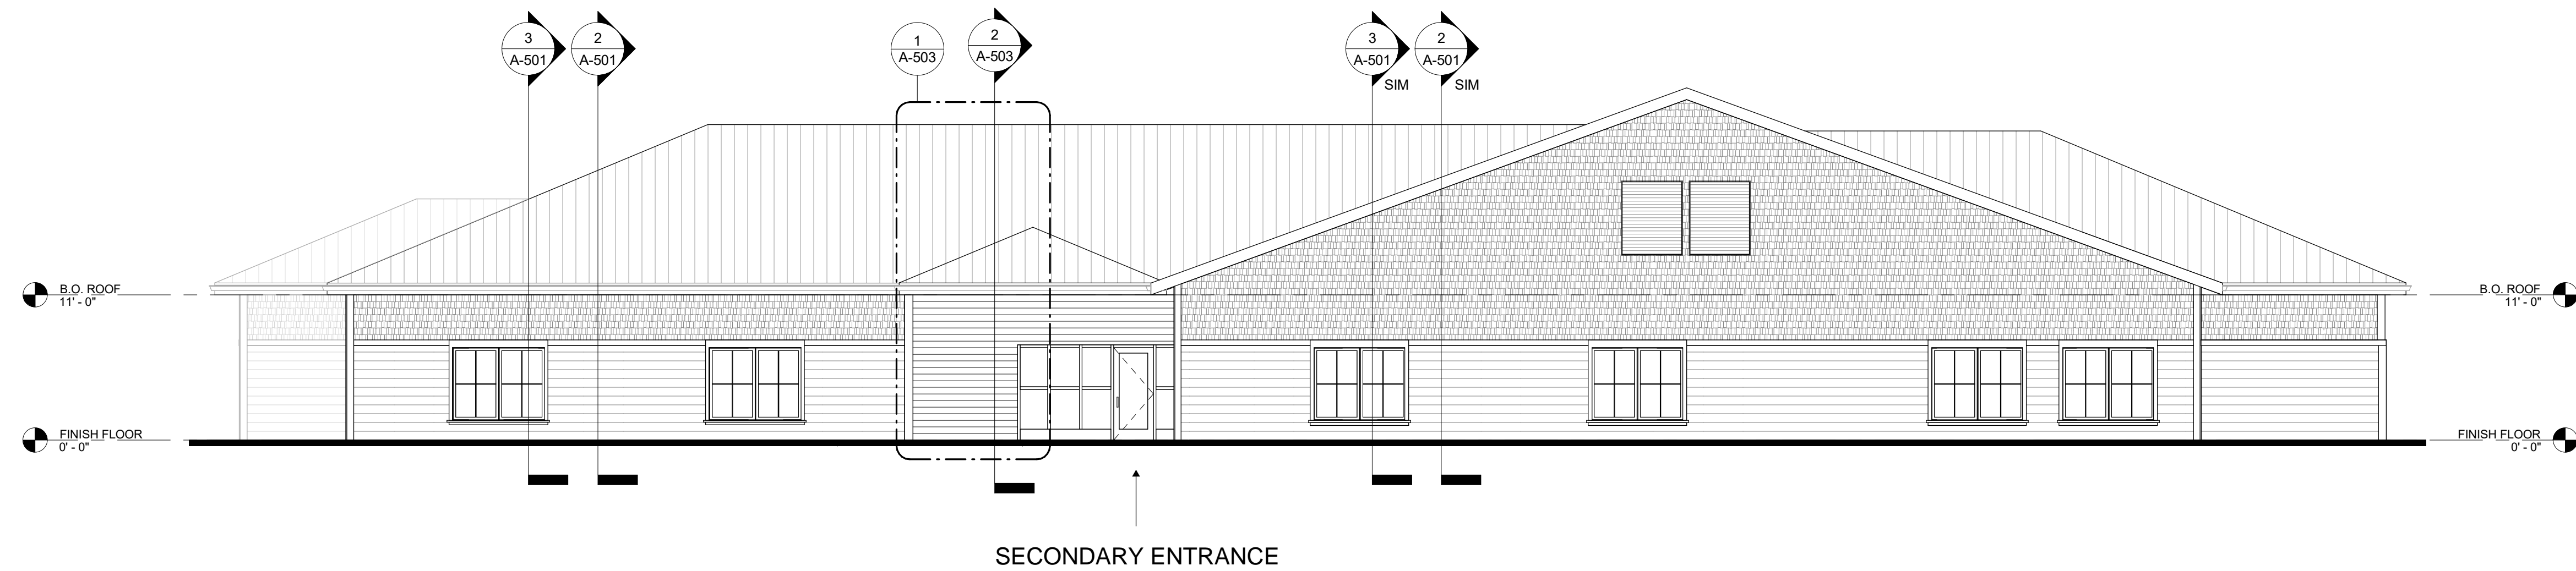 3
A-501
2
A-501
1
A-503
2
A-503
3
A-501
SIM
2
A-501
SIM
B.O. ROOF
11' - 0"
B.O. ROOF
11' - 0"
FINISH FLOOR
0' - 0"
FINISH FLOOR
0' - 0"
SECONDARY ENTRANCE